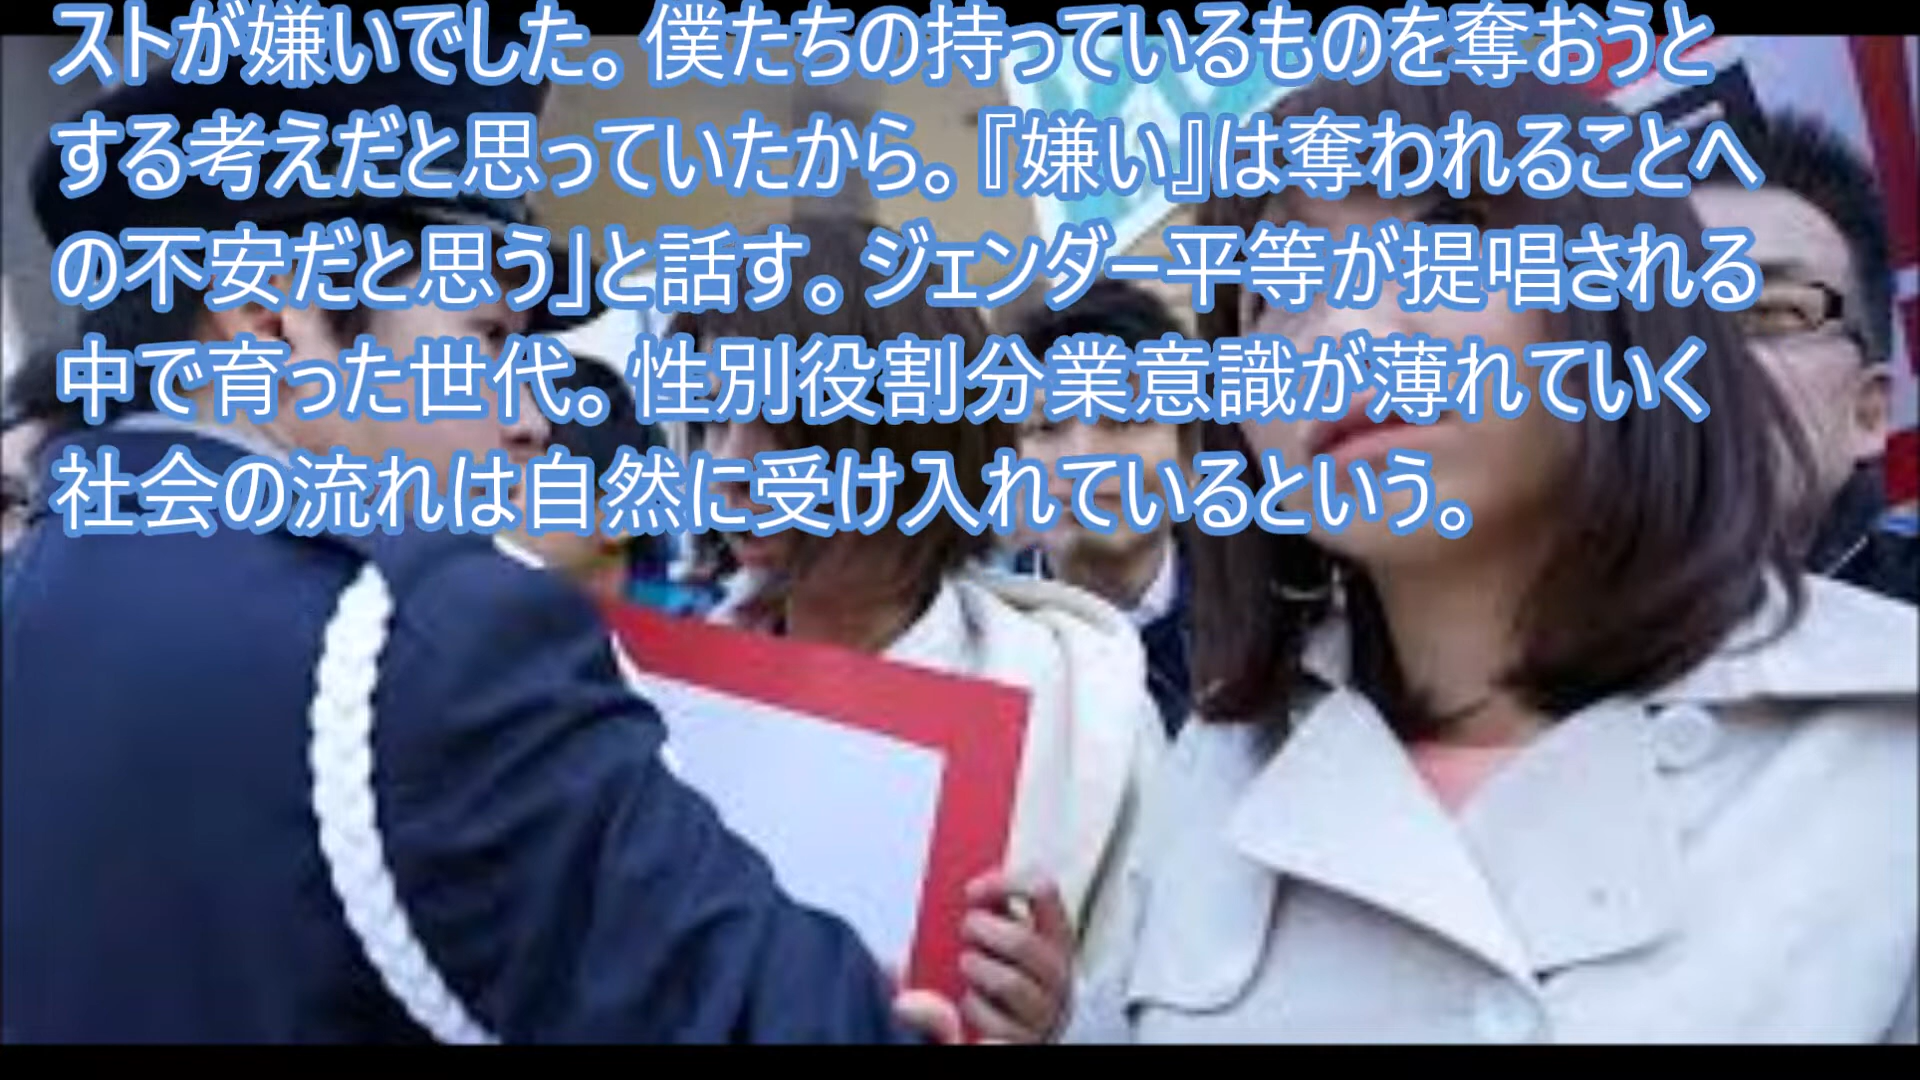 ストが嫌いでした。僕たちの持っているものを奪おうと
する考えだと思っていたから。『嫌い』は奪われることへ
の不安だと思う」と話す。ジェンダー平等が提唱される
中で育った世代。性別役割分業意識が薄れていく
社会の流れは自然に受け入れているという。